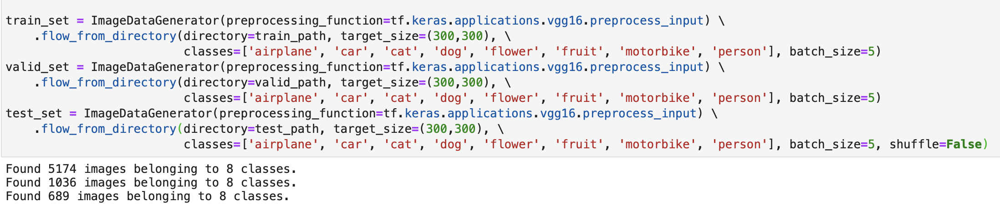 train_set = ImageDataGenerator(preprocessing_function=tf.keras.applications.vgg16.preprocess_input) \
    .flow_from_directory(directory=train_path, target_size=(300,300), \
                         classes=['airplane', 'car', 'cat', 'dog', 'flower', 'fruit', 'motorbike', 'person'], batch_size=5)
valid_set = ImageDataGenerator(preprocessing_function=tf.keras.applications.vgg16.preprocess_input) \
    .flow_from_directory(directory=valid_path, target_size=(300,300), \
                         classes=['airplane', 'car', 'cat', 'dog', 'flower', 'fruit', 'motorbike', 'person'], batch_size=5)
test_set = ImageDataGenerator(preprocessing_function=tf.keras.applications.vgg16.preprocess_input) \
    .flow_from_directory(directory=test_path, target_size=(300,300), \
                         classes=['airplane', 'car', 'cat', 'dog', 'flower', 'fruit', 'motorbike', 'person'], batch_size=5, shuffle=False)
Found 5174 images belonging to 8 classes.
Found 1036 images belonging to 8 classes.
Found 689 images belonging to 8 classes.